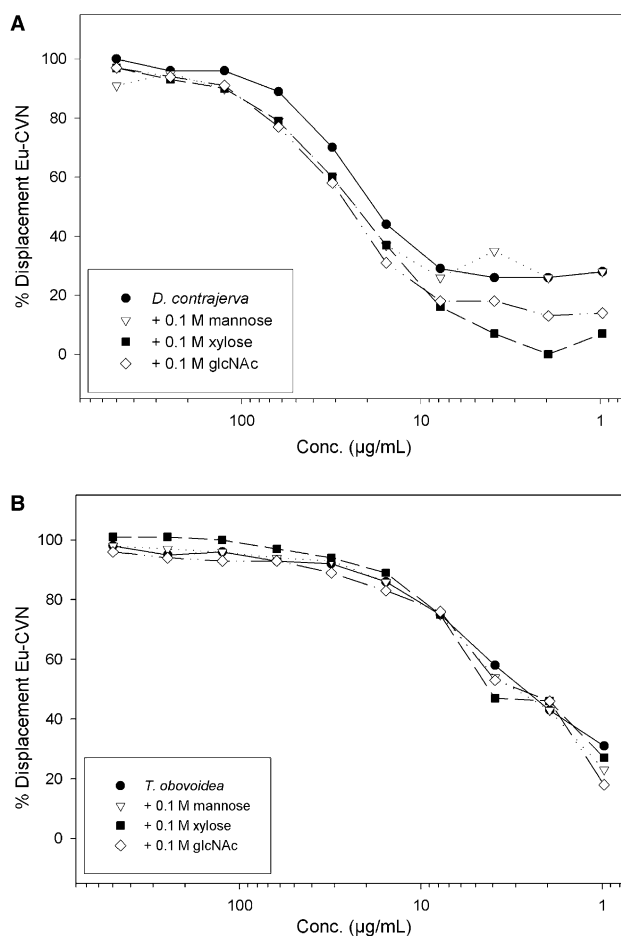 A
% Displacement Eu-CVN
100
80
60
40
20
0
D. contrajerva
+ 0.1 M mannose
+ 0.1 M xylose
+ 0.1 M glcNAc
100
10
1
Conc. (µg/mL)
B
% Displacement Eu-CVN
100
80
60
40
20
0
T. obovoidea
+ 0.1 M mannose
+ 0.1 M xylose
+ 0.1 M glcNAc
100
10
1
Conc. (µg/mL)